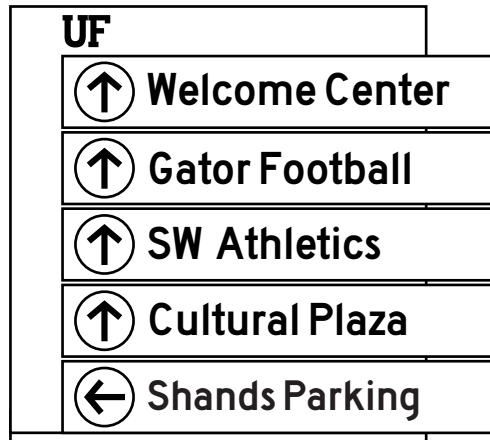 UF
Welcome Center
Gator Football
SW Athletics
Cultural Plaza
Shands Parking